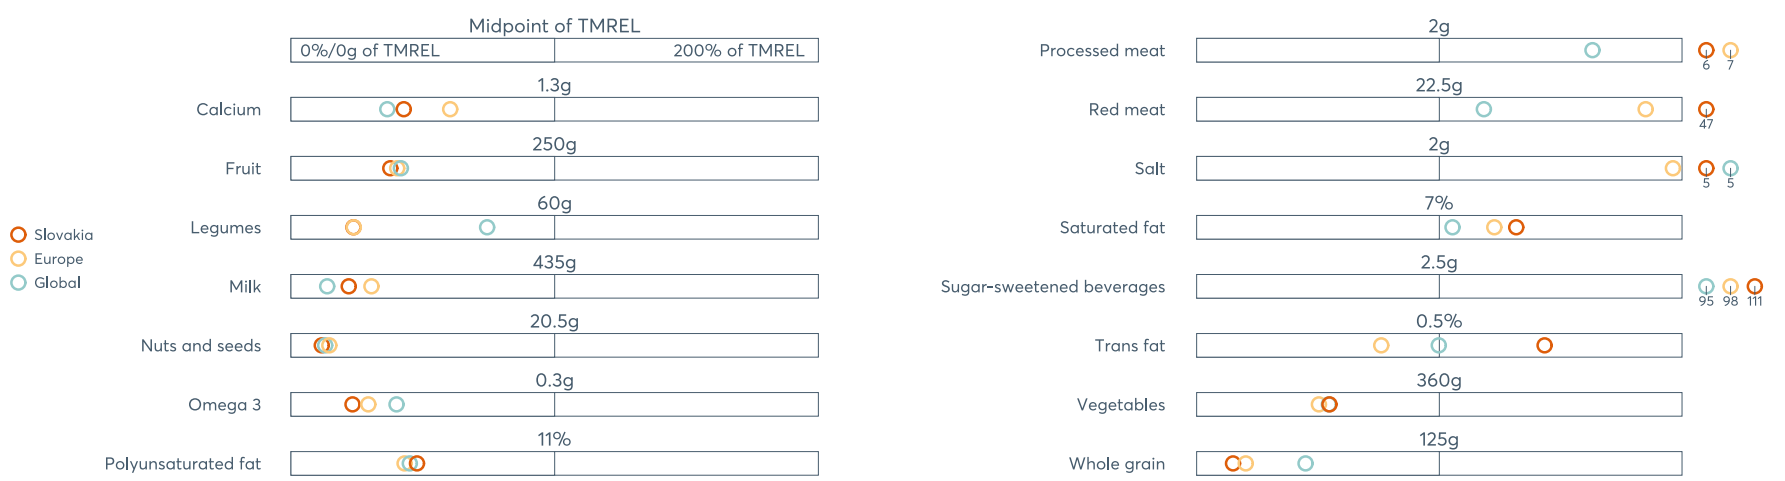 Midpoint of TMREL
0%/0g of TMREL 200% of TMREL
1.3g
Calcium
250g
Fruit
60g
Legumes
435g
Milk
20.5g
Nuts and seeds
0.3g
Omega 3
11%
Polyunsaturated fat
Slovakia
Europe
Global
2g
Processed meat
6 7
22.5g
Red meat
47
2g
Salt
5 5
7%
Saturated fat
2.5g
Sugar-sweetened beverages
95 98 111
0.5%
Trans fat
360g
Vegetables
125g
Whole grain